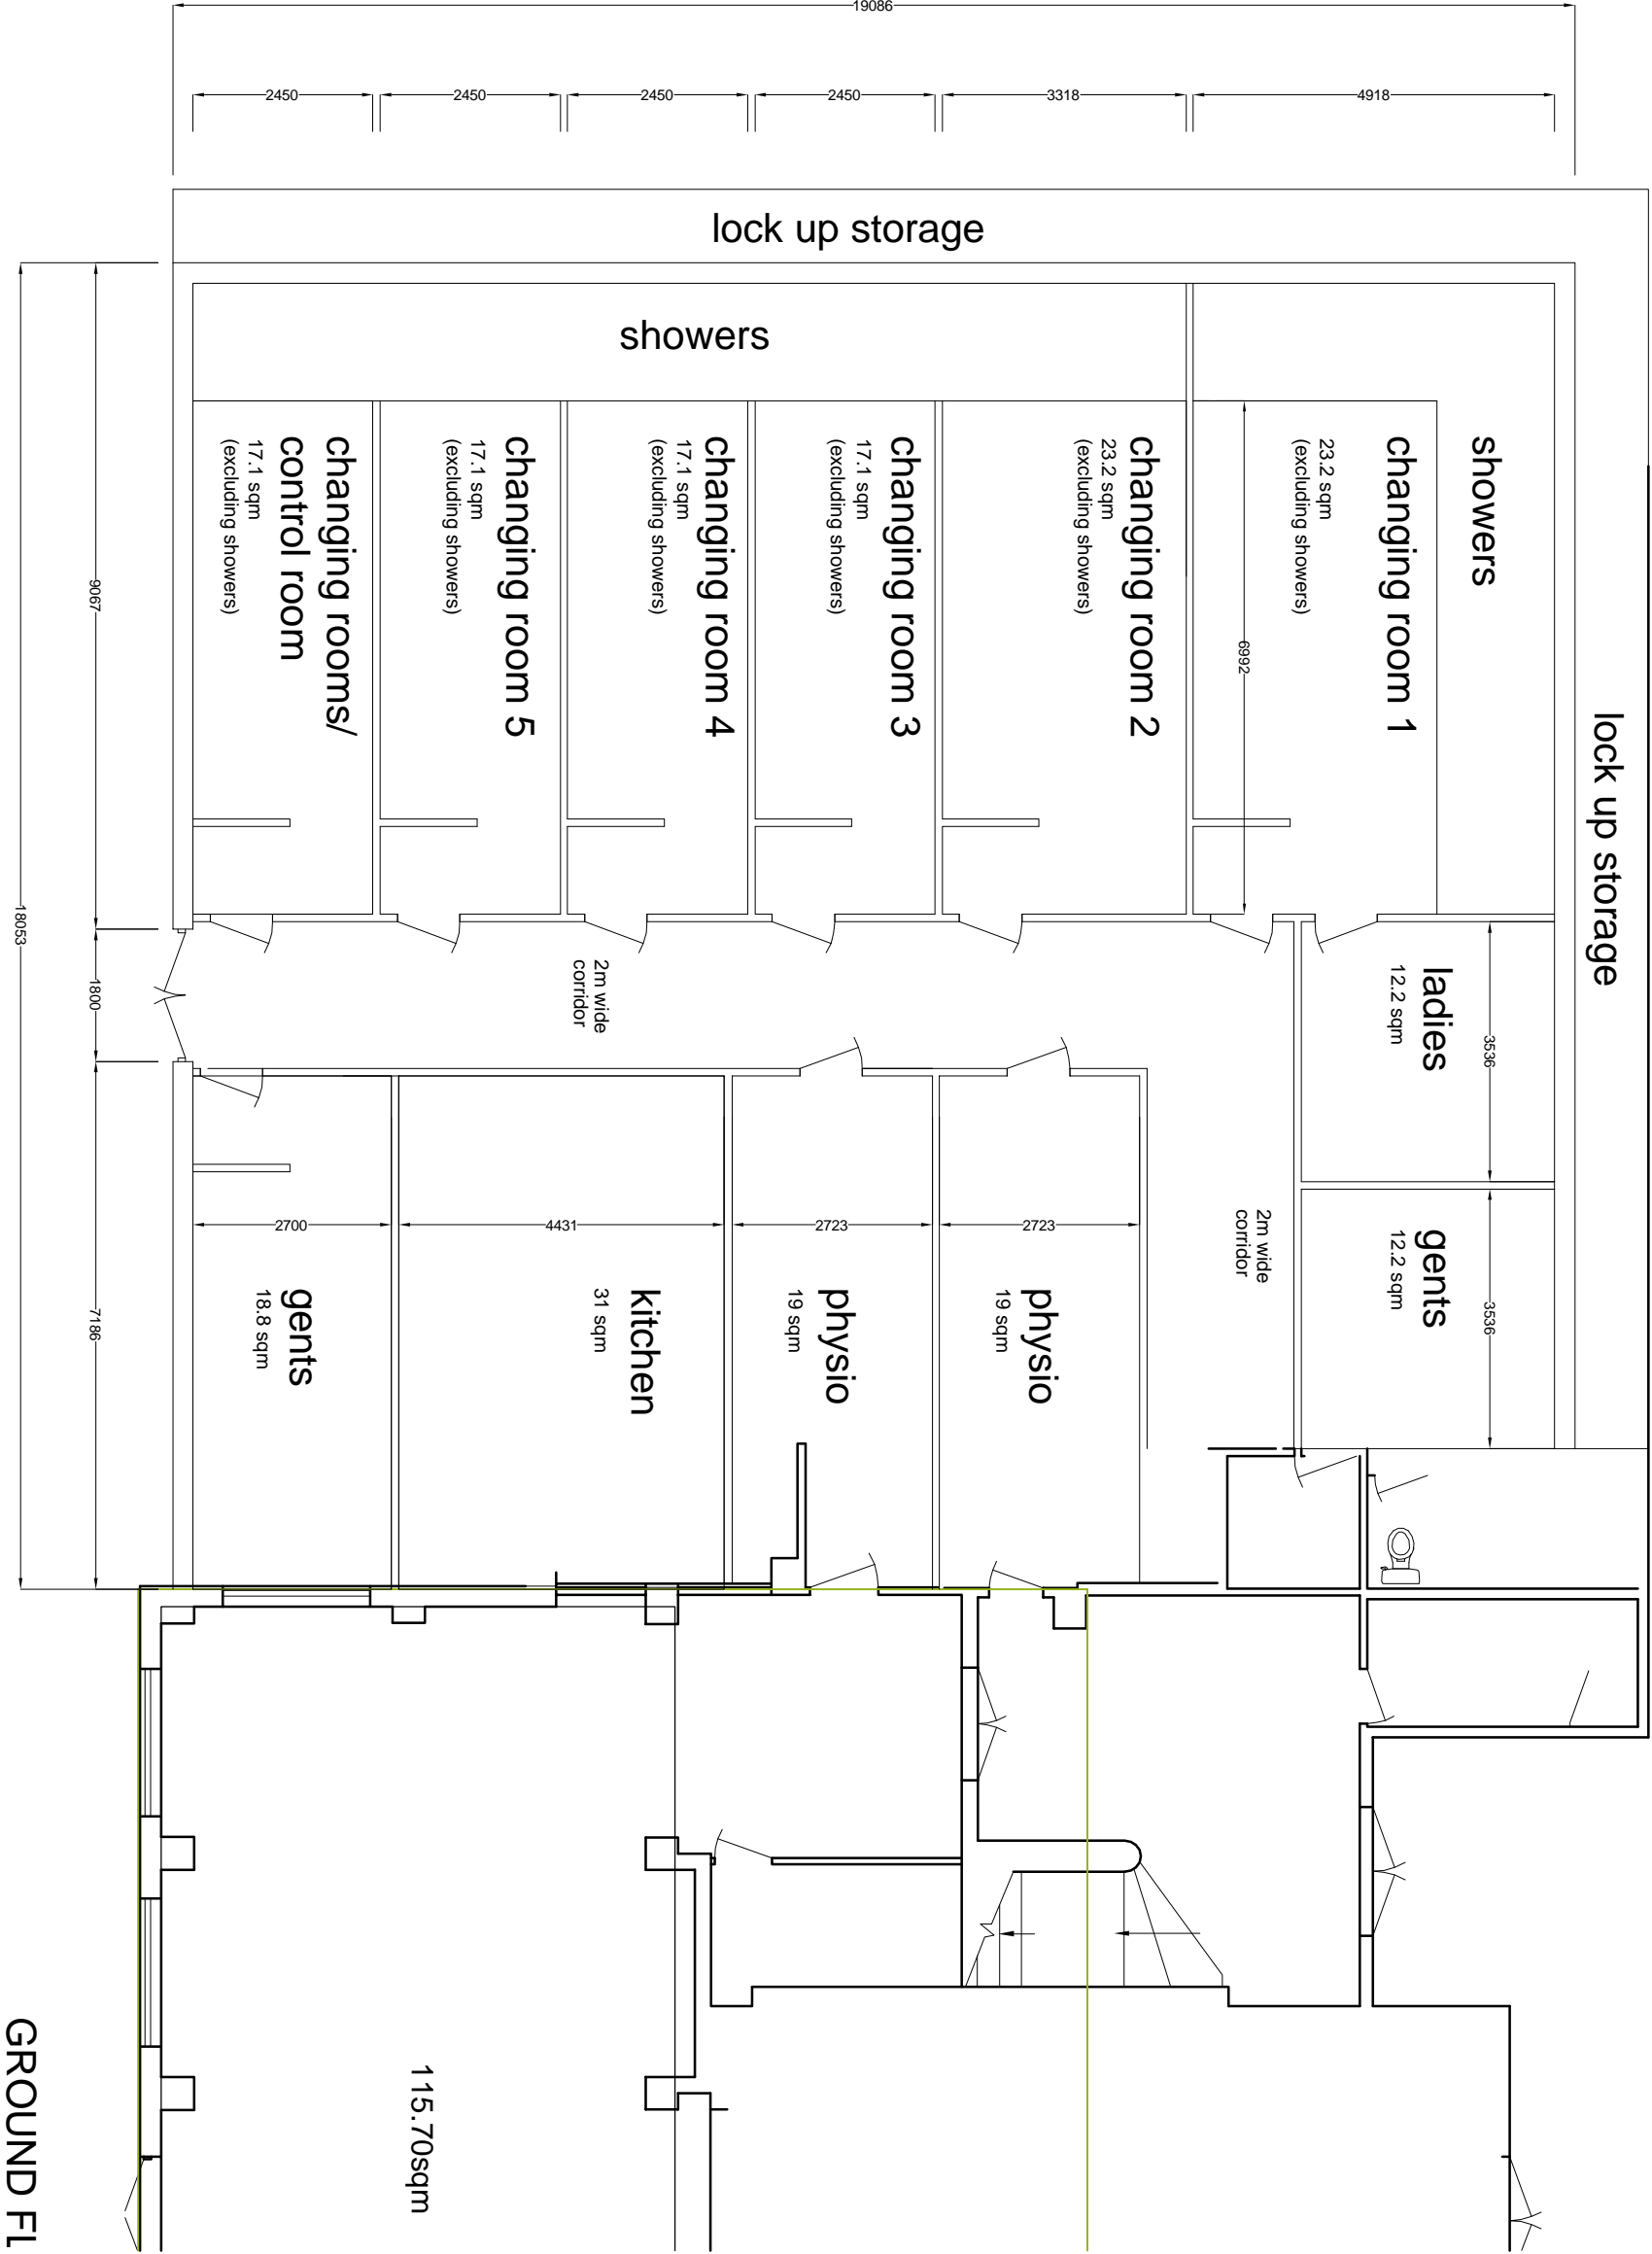 19086
2450
2450
2450
2450
3318
4918
lock up storage
showers
showers
changing room 1
23.2 sqm
(excluding showers)
changing room 2
23.2 sqm
(excluding showers)
changing room 3
17.1 sqm
(excluding showers)
changing room 4
17.1 sqm
(excluding showers)
changing room 5
17.1 sqm
(excluding showers)
changing rooms/
control room
17.1 sqm
(excluding showers)
6992
lock up storage
9067
18053
1800
7186
2m wide
corridor
ladies
12.2 sqm
3536
gents
12.2 sqm
3536
2m wide
corridor
2700
4431
2723
2723
physio
19 sqm
physio
19 sqm
kitchen
31 sqm
gents
18.8 sqm
115.70sqm
GROUND FL